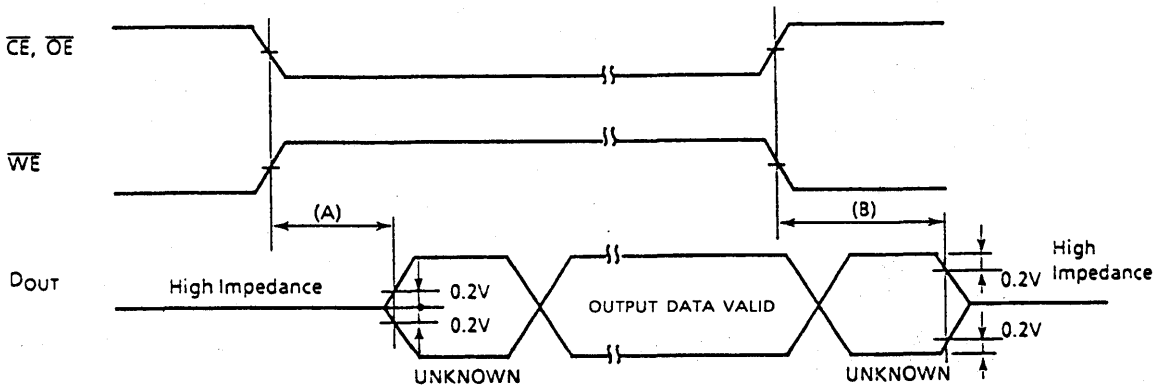 CE, OE
WE
(A)
(B)
DOUT
High Impedance
0.2V
0.2V
OUTPUT DATA VALID
0.2V
0.2V
High
Impedance
UNKNOWN
UNKNOWN